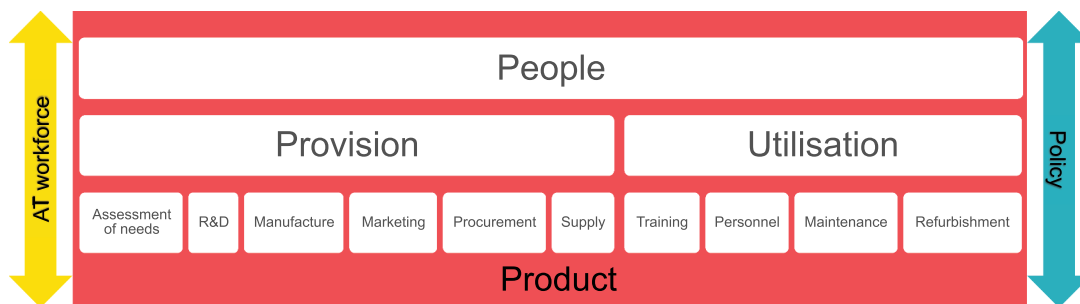 People
AT workforce
Policy
Provision
Utilisation
Assessment
of needs
R&D
Manufacture
Marketing
Procurement
Supply
Training
Personnel
Maintenance
Refurbishment
Product